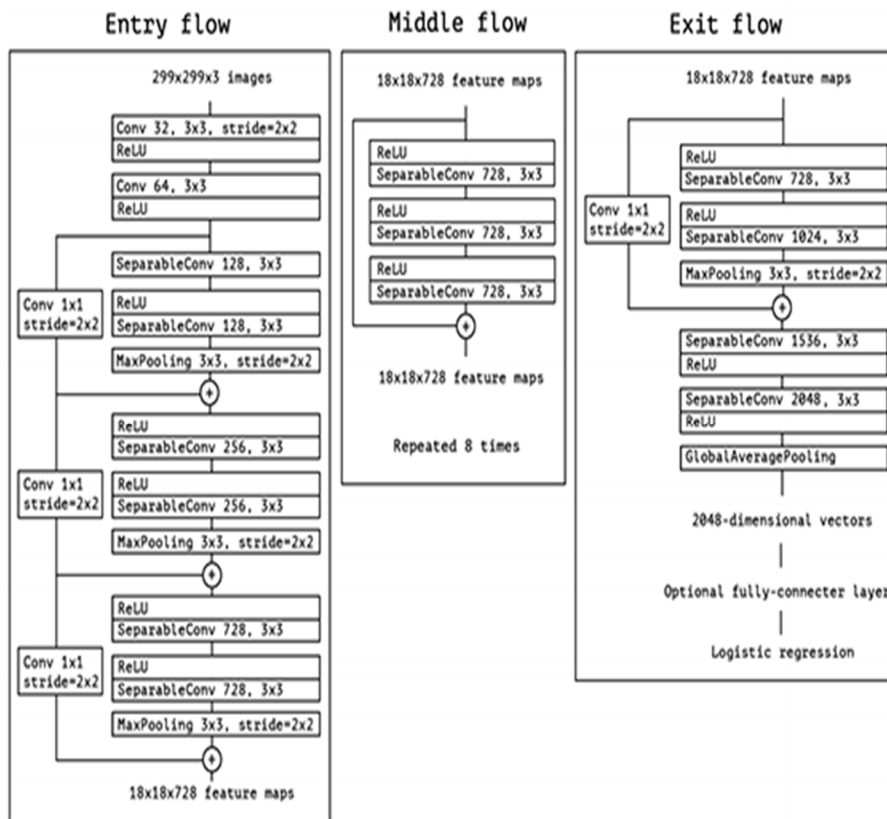 Entry flow
299x299x3 images
Conv 32, 3x3, stride=2x2
ReLU
Conv 64, 3x3
ReLU
SeparableConv 128, 3x3
Conv 1x1
stride=2x2
ReLU
SeparableConv 128, 3x3
MaxPooling 3x3, stride=2x2
+
ReLU
SeparableConv 256, 3x3
Conv 1x1
stride=2x2
ReLU
SeparableConv 256, 3x3
MaxPooling 3x3, stride=2x2
+
ReLU
SeparableConv 728, 3x3
Conv 1x1
stride=2x2
ReLU
SeparableConv 728, 3x3
MaxPooling 3x3, stride=2x2
+
18x18x728 feature maps
Middle flow
18x18x728 feature maps
ReLU
SeparableConv 728, 3x3
ReLU
SeparableConv 728, 3x3
ReLU
SeparableConv 728, 3x3
+
18x18x728 feature maps
Repeated 8 times
Exit flow
18x18x728 feature maps
ReLU
SeparableConv 728, 3x3
Conv 1x1
stride=2x2
ReLU
SeparableConv 1024, 3x3
MaxPooling 3x3, stride=2x2
+
SeparableConv 1536, 3x3
ReLU
SeparableConv 2048, 3x3
ReLU
GlobalAveragePooling
2048-dimensional vectors
Optional fully-connecter layer
Logistic regression